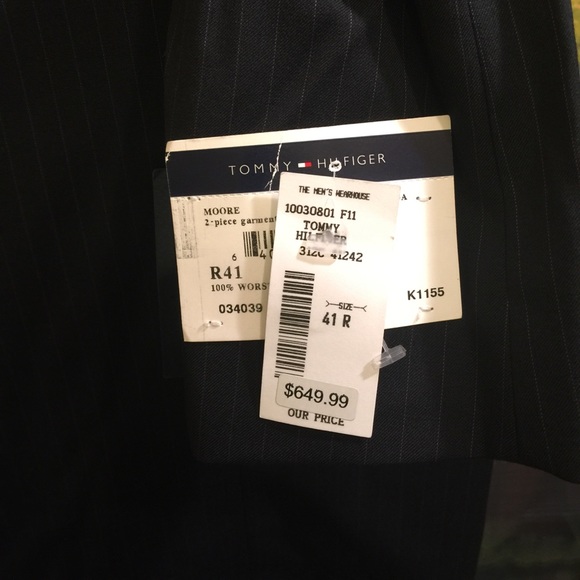 TOMMY HILFIGER
MOORE
2-piece garment
6
R41
100% WORS
034039
A
K1155
THE MEN'S WEARHOUSE
10030801 F11
TOMMY
HILFIGER
312C 41242
SIZE
41 R
$649.99
OUR PRICE